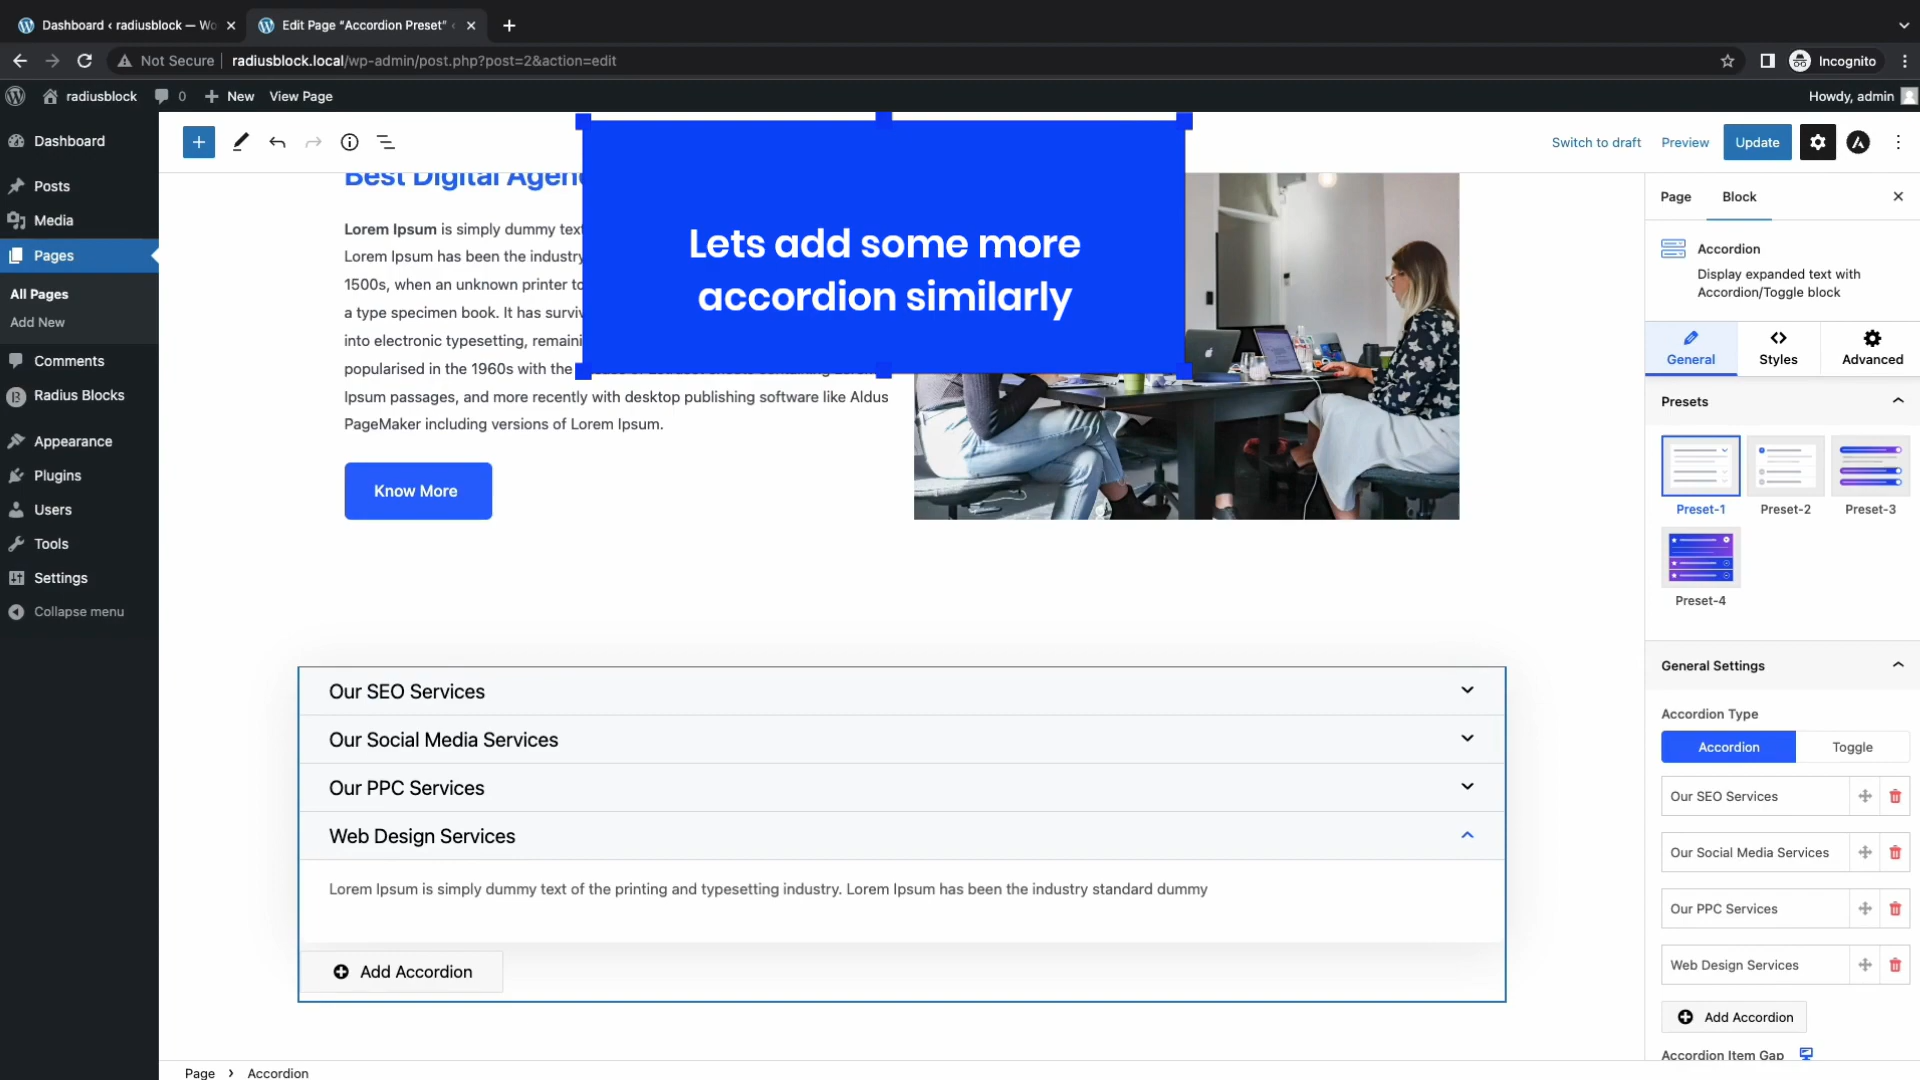 Dashboard ‹ radiusblock — Wo
Edit Page “Accordion Preset” ‹
Not Secure
radiusblock.local/wp-admin/post.php?post=2&action=edit
Incognito
radiusblock
0
New
View Page
Howdy, admin
Dashboard
Posts
Media
Pages
All Pages
Add New
Comments
Radius Blocks
Appearance
Plugins
Users
Tools
Settings
Collapse menu
Switch to draft
Preview
Update
Best Digital Agen
Lorem Ipsum is simply dummy text
Lorem Ipsum has been the industry
1500s, when an unknown printer to
a type specimen book. It has surviv
into electronic typesetting, remaini
popularised in the 1960s with the
Ipsum passages, and more recently with desktop publishing software like Aldus
PageMaker including versions of Lorem Ipsum.
Know More
Lets add some more
accordion similarly
Our SEO Services
Our Social Media Services
Our PPC Services
Web Design Services
Lorem Ipsum is simply dummy text of the printing and typesetting industry. Lorem Ipsum has been the industry standard dummy
Add Accordion
Page
Block
Accordion
Display expanded text with
Accordion/Toggle block
General
Styles
Advanced
Presets
Preset-1
Preset-2
Preset-3
Preset-4
General Settings
Accordion Type
Accordion
Toggle
Our SEO Services
Our Social Media Services
Our PPC Services
Web Design Services
Add Accordion
Accordion Item Gap
Page › Accordion